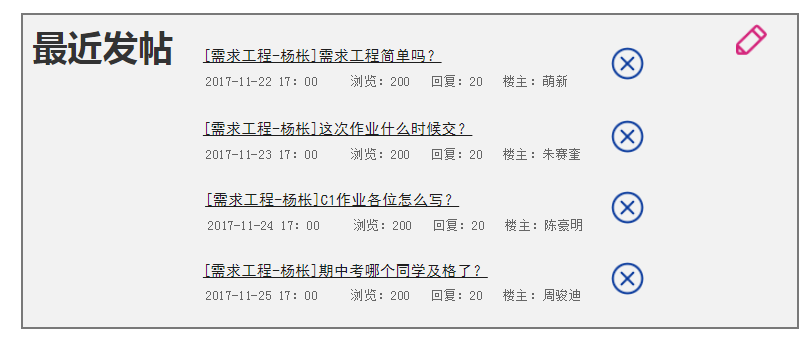 最近发帖
[需求工程-杨枨]需求工程简单吗？
2017-11-22 17：00 浏览：200 回复：20 楼主：萌新
[需求工程-杨枨]这次作业什么时候交？
2017-11-23 17：00 浏览：200 回复：20 楼主：朱赛奎
[需求工程-杨枨]C1作业各位怎么写？
2017-11-24 17：00 浏览：200 回复：20 楼主：陈豪明
[需求工程-杨枨]期中考哪个同学及格了？
2017-11-25 17：00 浏览：200 回复：20 楼主：周骏迪